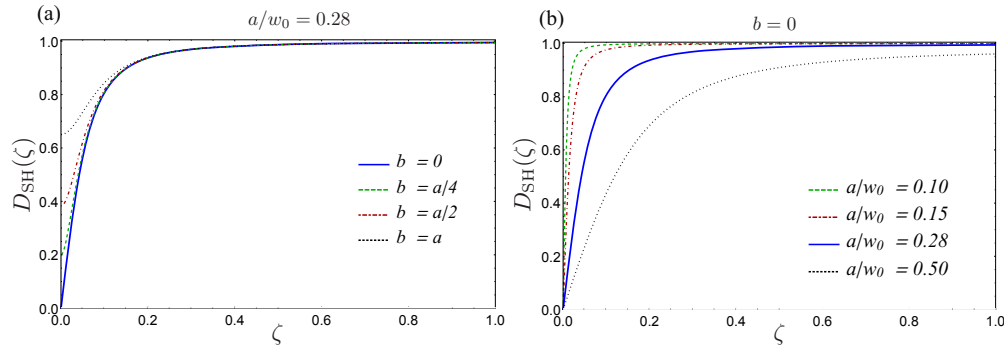 (a)
a/w₀ = 0.28
D_SH(ζ)
1.0
0.8
0.6
0.4
0.2
0.0
b = 0
b = a/4
b = a/2
b = a
0.0 0.2 0.4 0.6 0.8 1.0
ζ
(b)
b = 0
D_SH(ζ)
1.0
0.8
0.6
0.4
0.2
0.0
a/w₀ = 0.10
a/w₀ = 0.15
a/w₀ = 0.28
a/w₀ = 0.50
0.0 0.2 0.4 0.6 0.8 1.0
ζ